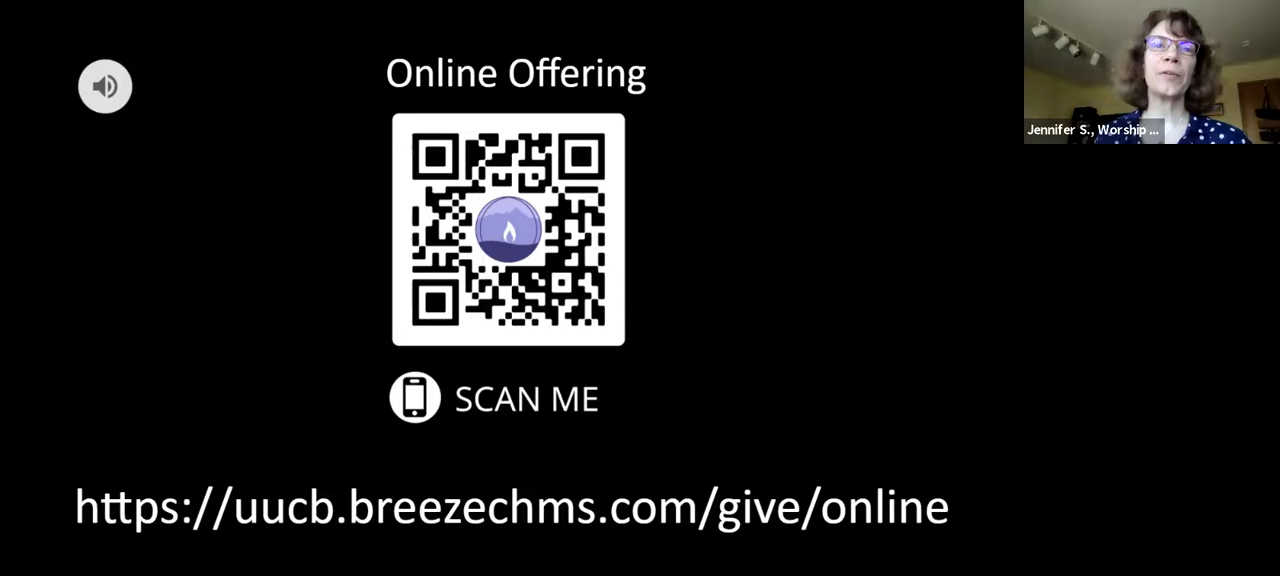 Online Offering
Jennifer S., Worship ...
SCAN ME
https://uucb.breezechms.com/give/online